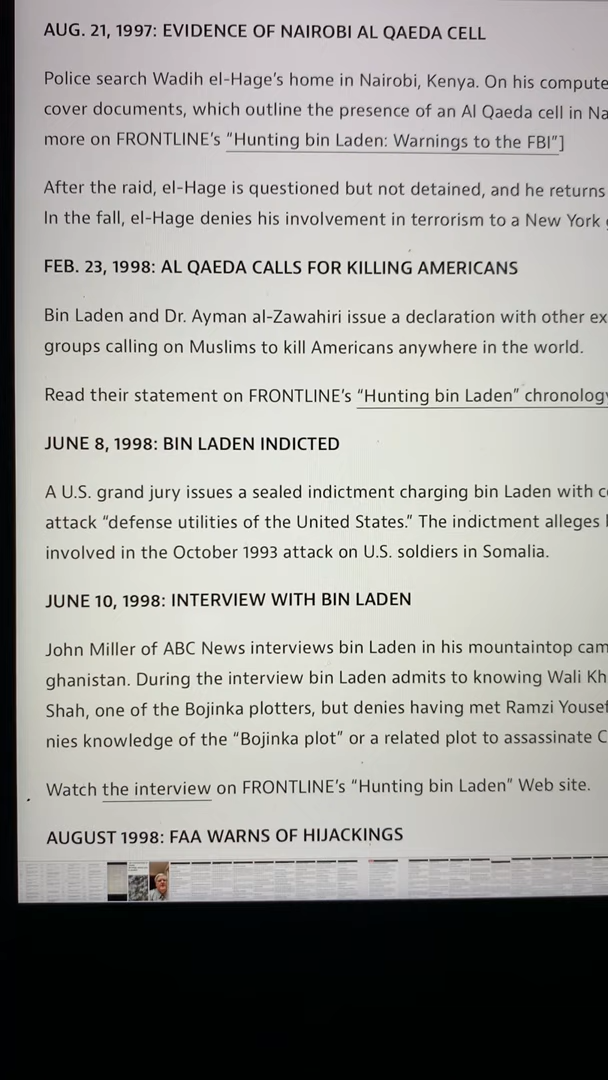 AUG. 21, 1997: EVIDENCE OF NAIROBI AL QAEDA CELL
Police search Wadih el-Hage's home in Nairobi, Kenya. On his compute
cover documents, which outline the presence of an Al Qaeda cell in Na
more on FRONTLINE's “Hunting bin Laden: Warnings to the FBI”]
After the raid, el-Hage is questioned but not detained, and he returns
In the fall, el-Hage denies his involvement in terrorism to a New York
FEB. 23, 1998: AL QAEDA CALLS FOR KILLING AMERICANS
Bin Laden and Dr. Ayman al-Zawahiri issue a declaration with other ex
groups calling on Muslims to kill Americans anywhere in the world.
Read their statement on FRONTLINE's “Hunting bin Laden” chronology
JUNE 8, 1998: BIN LADEN INDICTED
A U.S. grand jury issues a sealed indictment charging bin Laden with c
attack “defense utilities of the United States.” The indictment alleges
involved in the October 1993 attack on U.S. soldiers in Somalia.
JUNE 10, 1998: INTERVIEW WITH BIN LADEN
John Miller of ABC News interviews bin Laden in his mountaintop cam
ghanistan. During the interview bin Laden admits to knowing Wali Kh
Shah, one of the Bojinka plotters, but denies having met Ramzi Yousef
nies knowledge of the “Bojinka plot” or a related plot to assassinate C
Watch the interview on FRONTLINE's “Hunting bin Laden” Web site.
AUGUST 1998: FAA WARNS OF HIJACKINGS